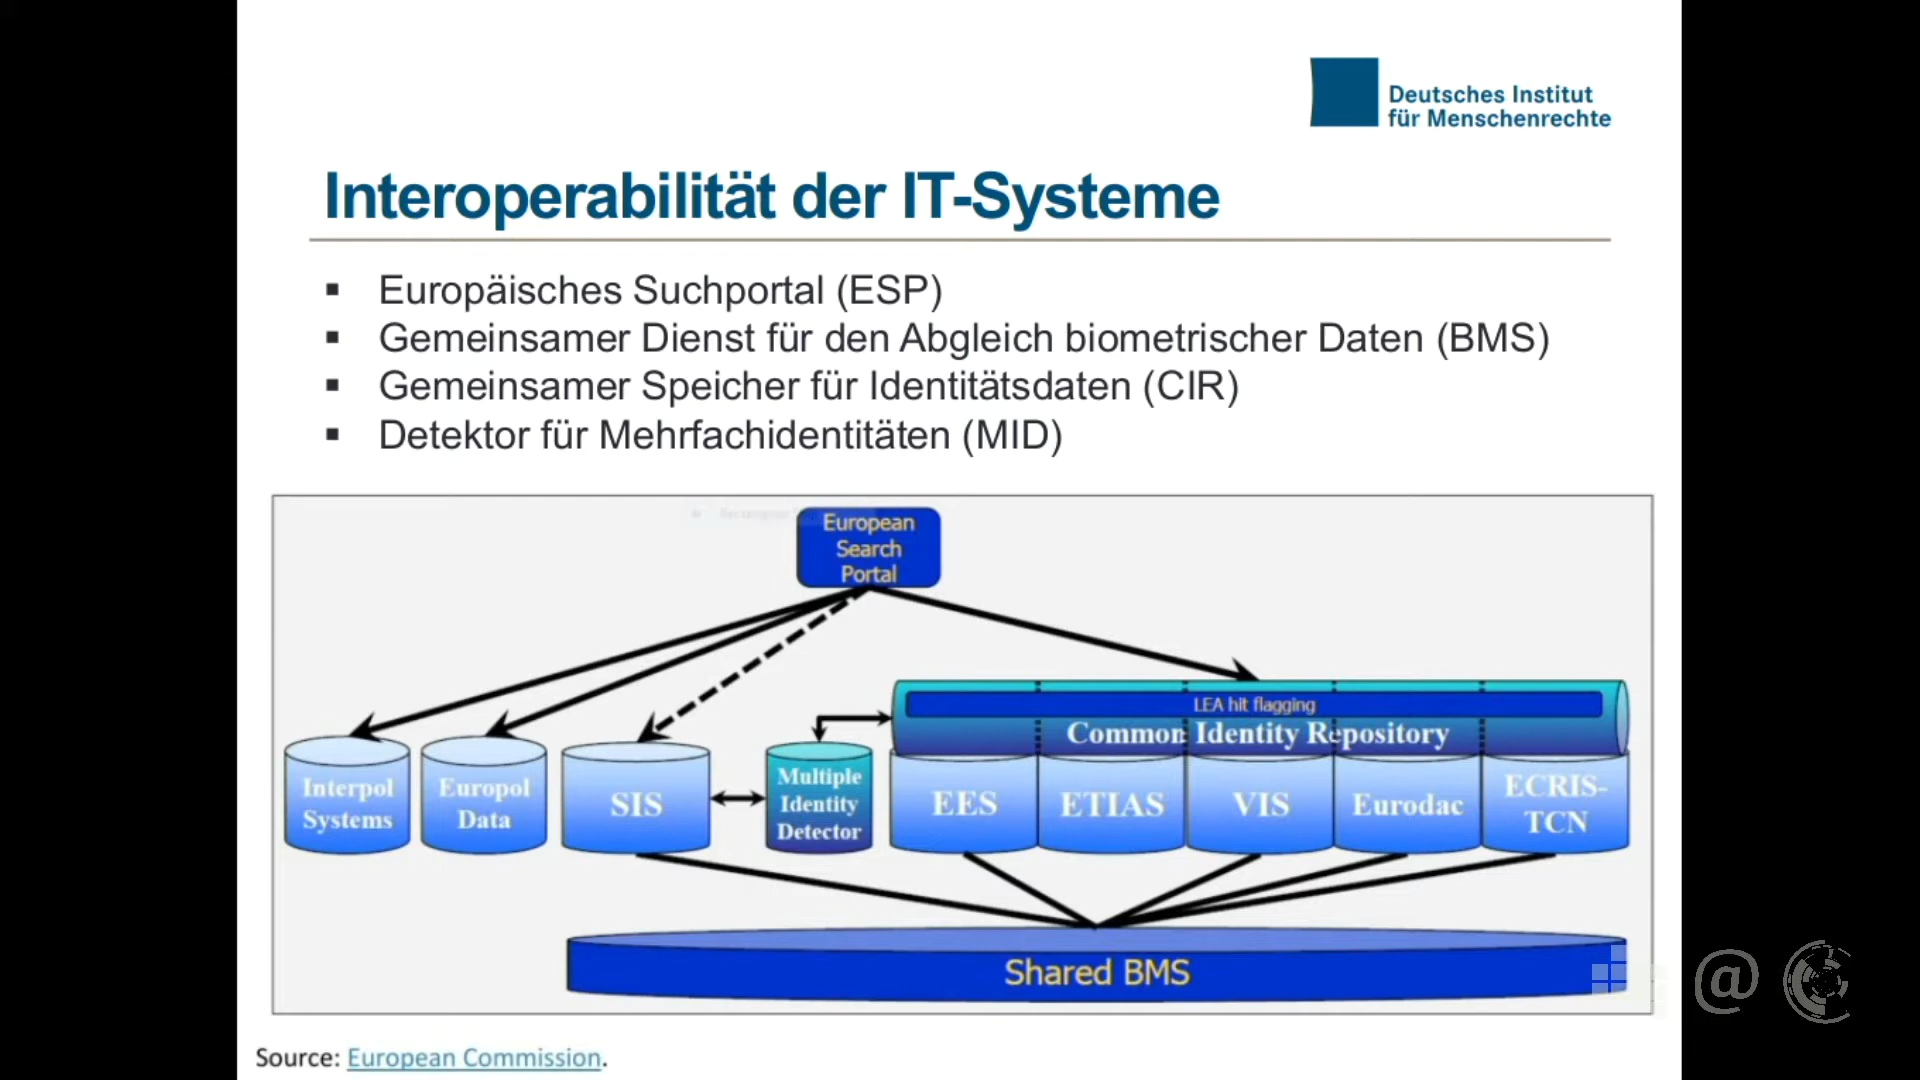 Deutsches Institut
für Menschenrechte
Interoperabilität der IT-Systeme
▪ Europäisches Suchportal (ESP)
▪ Gemeinsamer Dienst für den Abgleich biometrischer Daten (BMS)
▪ Gemeinsamer Speicher für Identitätsdaten (CIR)
▪ Detektor für Mehrfachidentitäten (MID)
European
Search
Portal
LEA hit flagging
Common Identity Repository
Interpol
Systems
Europol
Data
SIS
Multiple
Identity
Detector
EES
ETIAS
VIS
Eurodac
ECRIS-
TCN
Shared BMS
@
Source: European Commission.